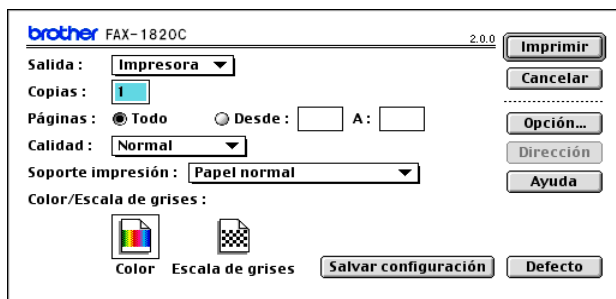 brother FAX-1820C 2.0.0
Imprimir
Salida : Impresora
Cancelar
Copias : 1
Páginas : Todo Desde : A :
Opción...
Calidad : Normal
Dirección
Soporte impresión : Papel normal
Ayuda
Color/Escala de grises :
Color Escala de grises Salvar configuración Defecto